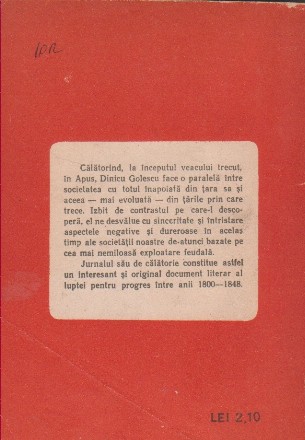 Călătorind, la începutul veacului trecut,
în Apus, Dinicu Golescu face o paralelă între
societatea cu totul înapoiată din țara sa și
aceea — mai evoluată — din țările prin care
trece. Izbit de contrastul pe care-l desco-
peră, el ne dezvălue cu sinceritate și întristare
aspectele negative și dureroase în același
timp ale societății noastre de-atunci bazate pe
cea mai nemiloasă exploatare feudală.
Jurnalul său de călătorie constitue astfel
un interesant și original document literar al
luptei pentru progres între anii 1800—1848.
LEI 2,10